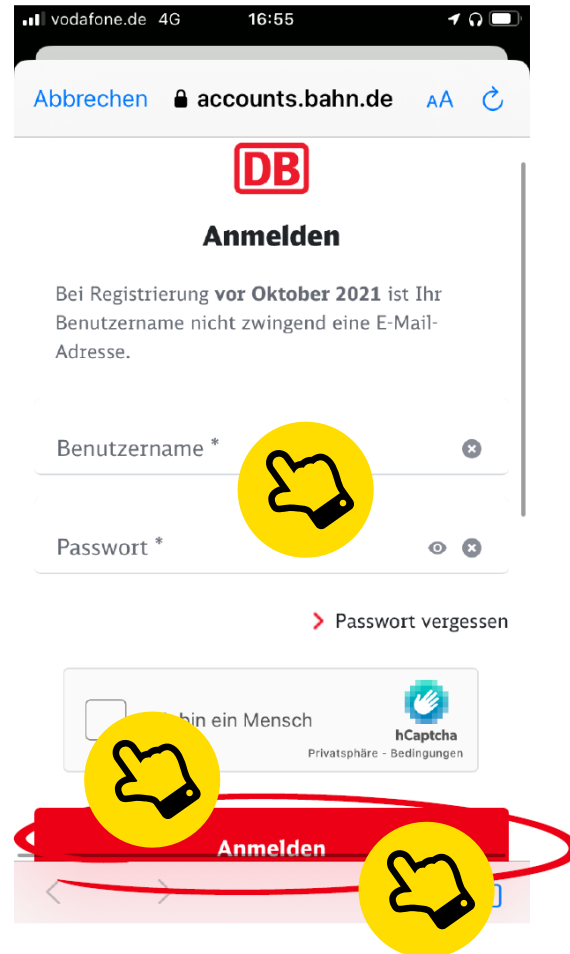 vodafone.de 4G 16:55
Abbrechen accounts.bahn.de AA
DB
Anmelden
Bei Registrierung vor Oktober 2021 ist Ihr
Benutzername nicht zwingend eine E-Mail-
Adresse.
Benutzername *
Passwort *
Passwort vergessen
bin ein Mensch
hCaptcha
Privatsphäre - Bedingungen
Anmelden